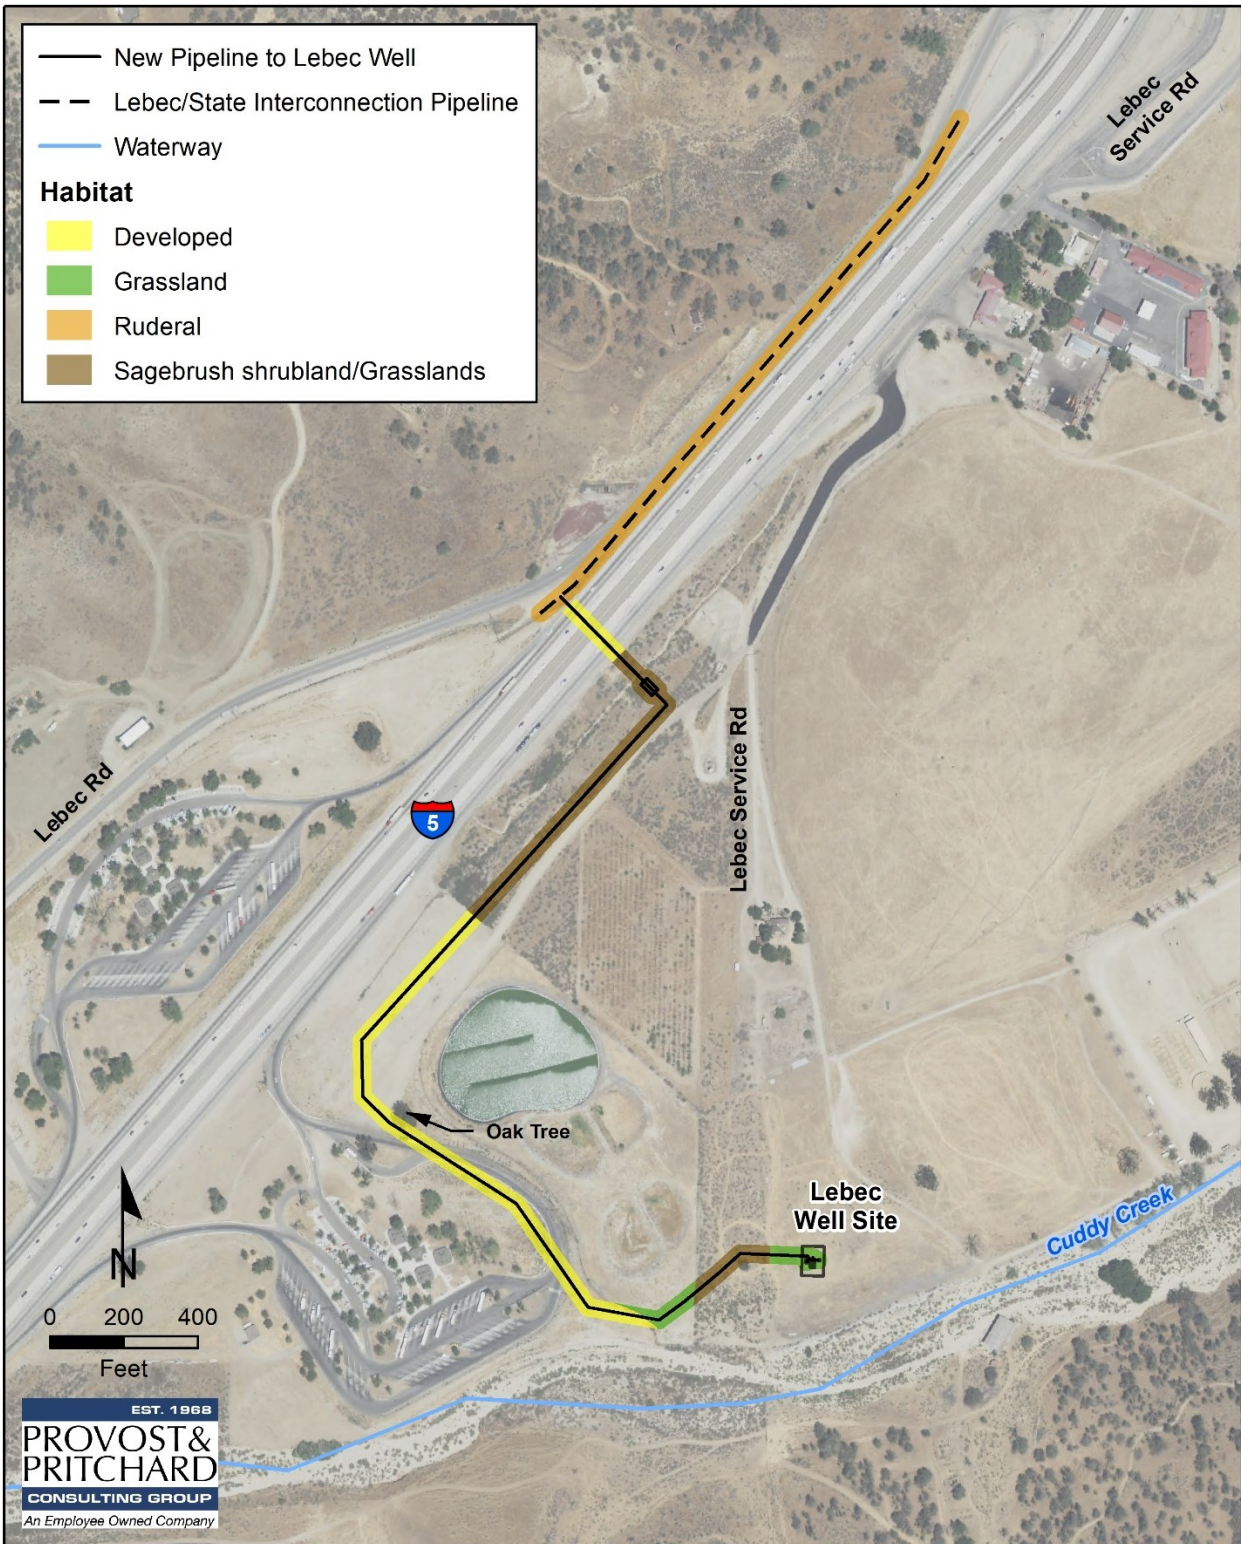 New Pipeline to Lebec Well
Lebec/State Interconnection Pipeline
Waterway
Habitat
Developed
Grassland
Ruderal
Sagebrush shrubland/Grasslands
Lebec
Service Rd
Lebec Rd
5
Lebec Service Rd
Oak Tree
Lebec
Well Site
Cuddy Creek
N
0 200 400
Feet
EST. 1968
PROVOST&
PRITCHARD
CONSULTING GROUP
An Employee Owned Company